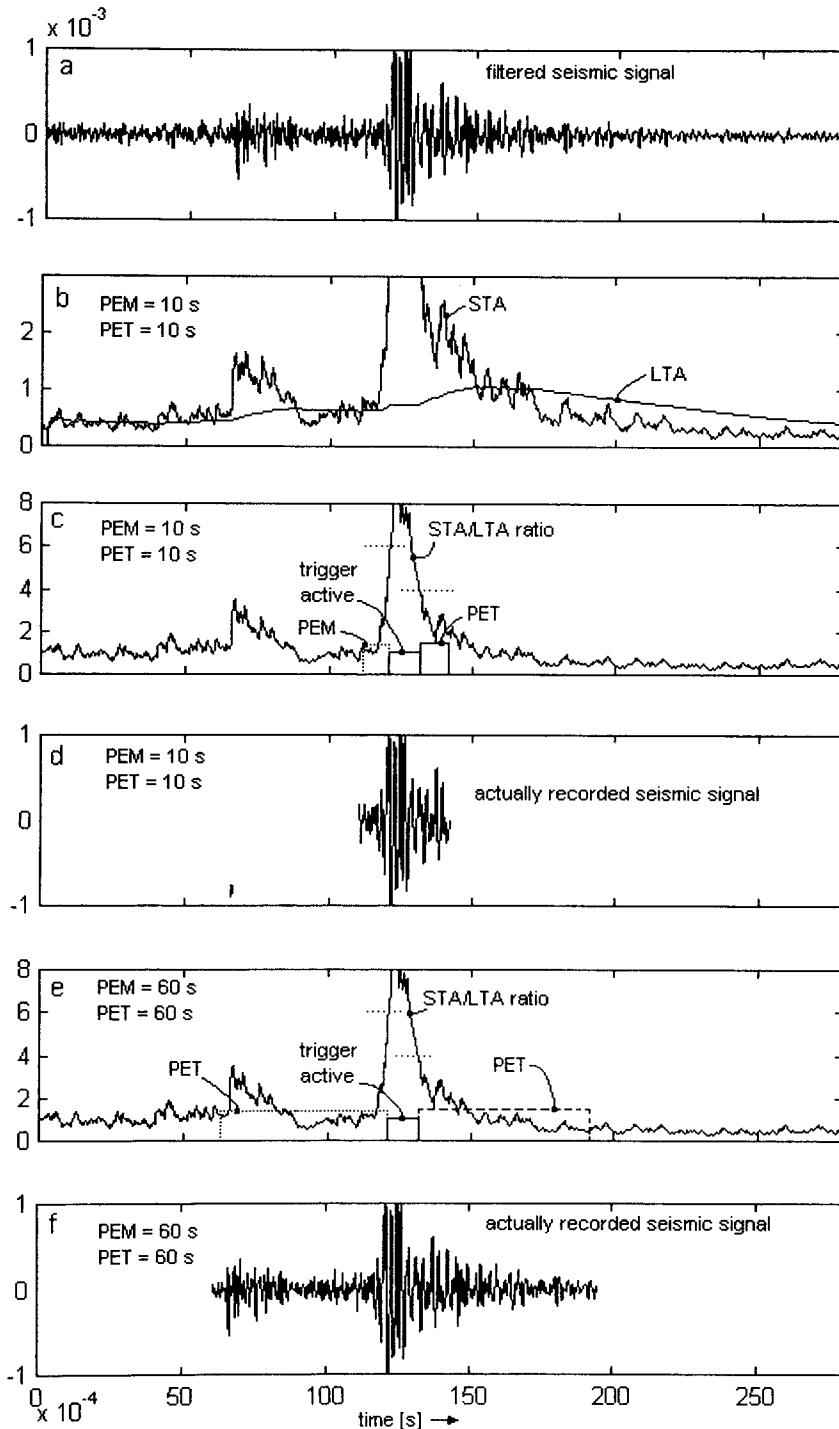 x 10⁻³
1
a
filtered seismic signal
0
-1
b
PEM = 10 s
PET = 10 s
STA
2
LTA
1
0
8
c
PEM = 10 s
PET = 10 s
STA/LTA ratio
6
trigger
active
4
PEM
PET
2
0
1
d
PEM = 10 s
PET = 10 s
actually recorded seismic signal
0
-1
8
e
PEM = 60 s
PET = 60 s
STA/LTA ratio
6
trigger
active
4
PET
PET
2
0
1
f
PEM = 60 s
PET = 60 s
actually recorded seismic signal
0
-1
0 50 100 150 200 250
x 10⁻⁴
time [s] →